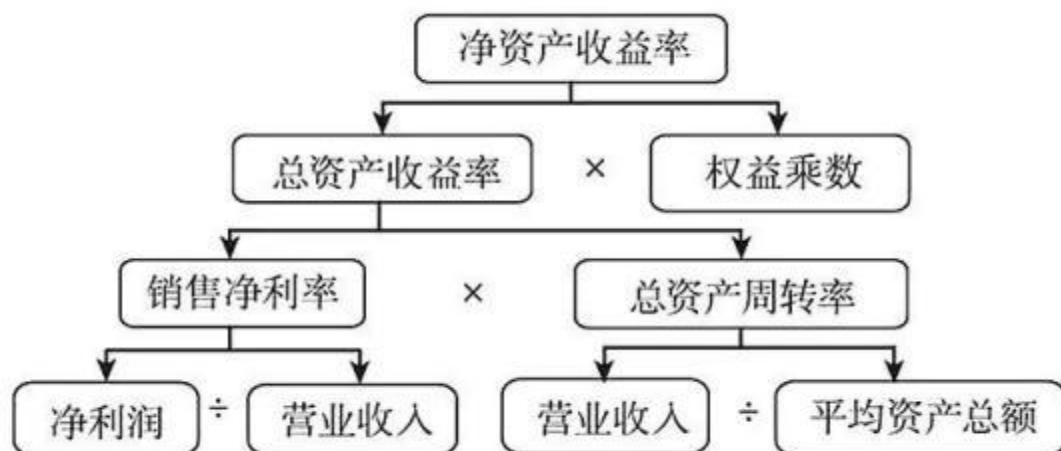 净资产收益率
总资产收益率 × 权益乘数
销售净利率 × 总资产周转率
净利润 ÷ 营业收入 营业收入 ÷ 平均资产总额